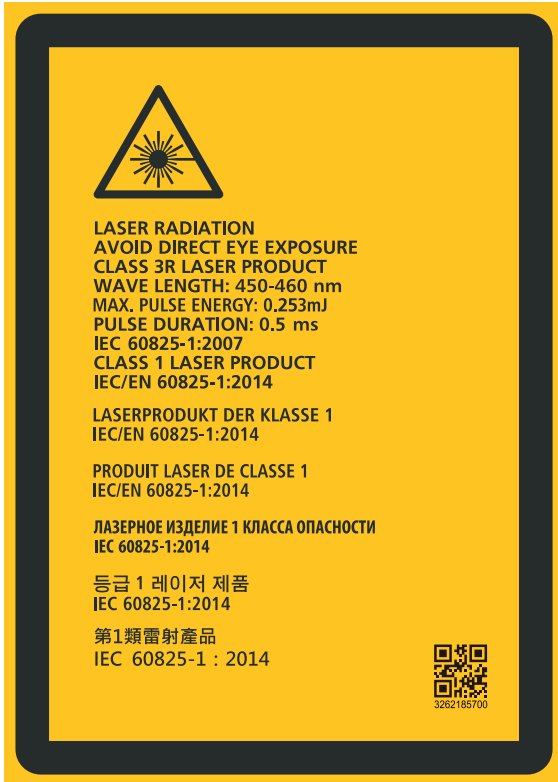 LASER RADIATION
AVOID DIRECT EYE EXPOSURE
CLASS 3R LASER PRODUCT
WAVE LENGTH: 450-460 nm
MAX. PULSE ENERGY: 0.253mJ
PULSE DURATION: 0.5 ms
IEC 60825-1:2007
CLASS 1 LASER PRODUCT
IEC/EN 60825-1:2014
LASERPRODUKT DER KLASSE 1
IEC/EN 60825-1:2014
PRODUIT LASER DE CLASSE 1
IEC/EN 60825-1:2014
ЛАЗЕРНОЕ ИЗДЕЛИЕ 1 КЛАССА ОПАСНОСТИ
IEC 60825-1:2014
등급 1 레이저 제품
IEC 60825-1:2014
第1類雷射產品
IEC 60825-1 : 2014
3262185700